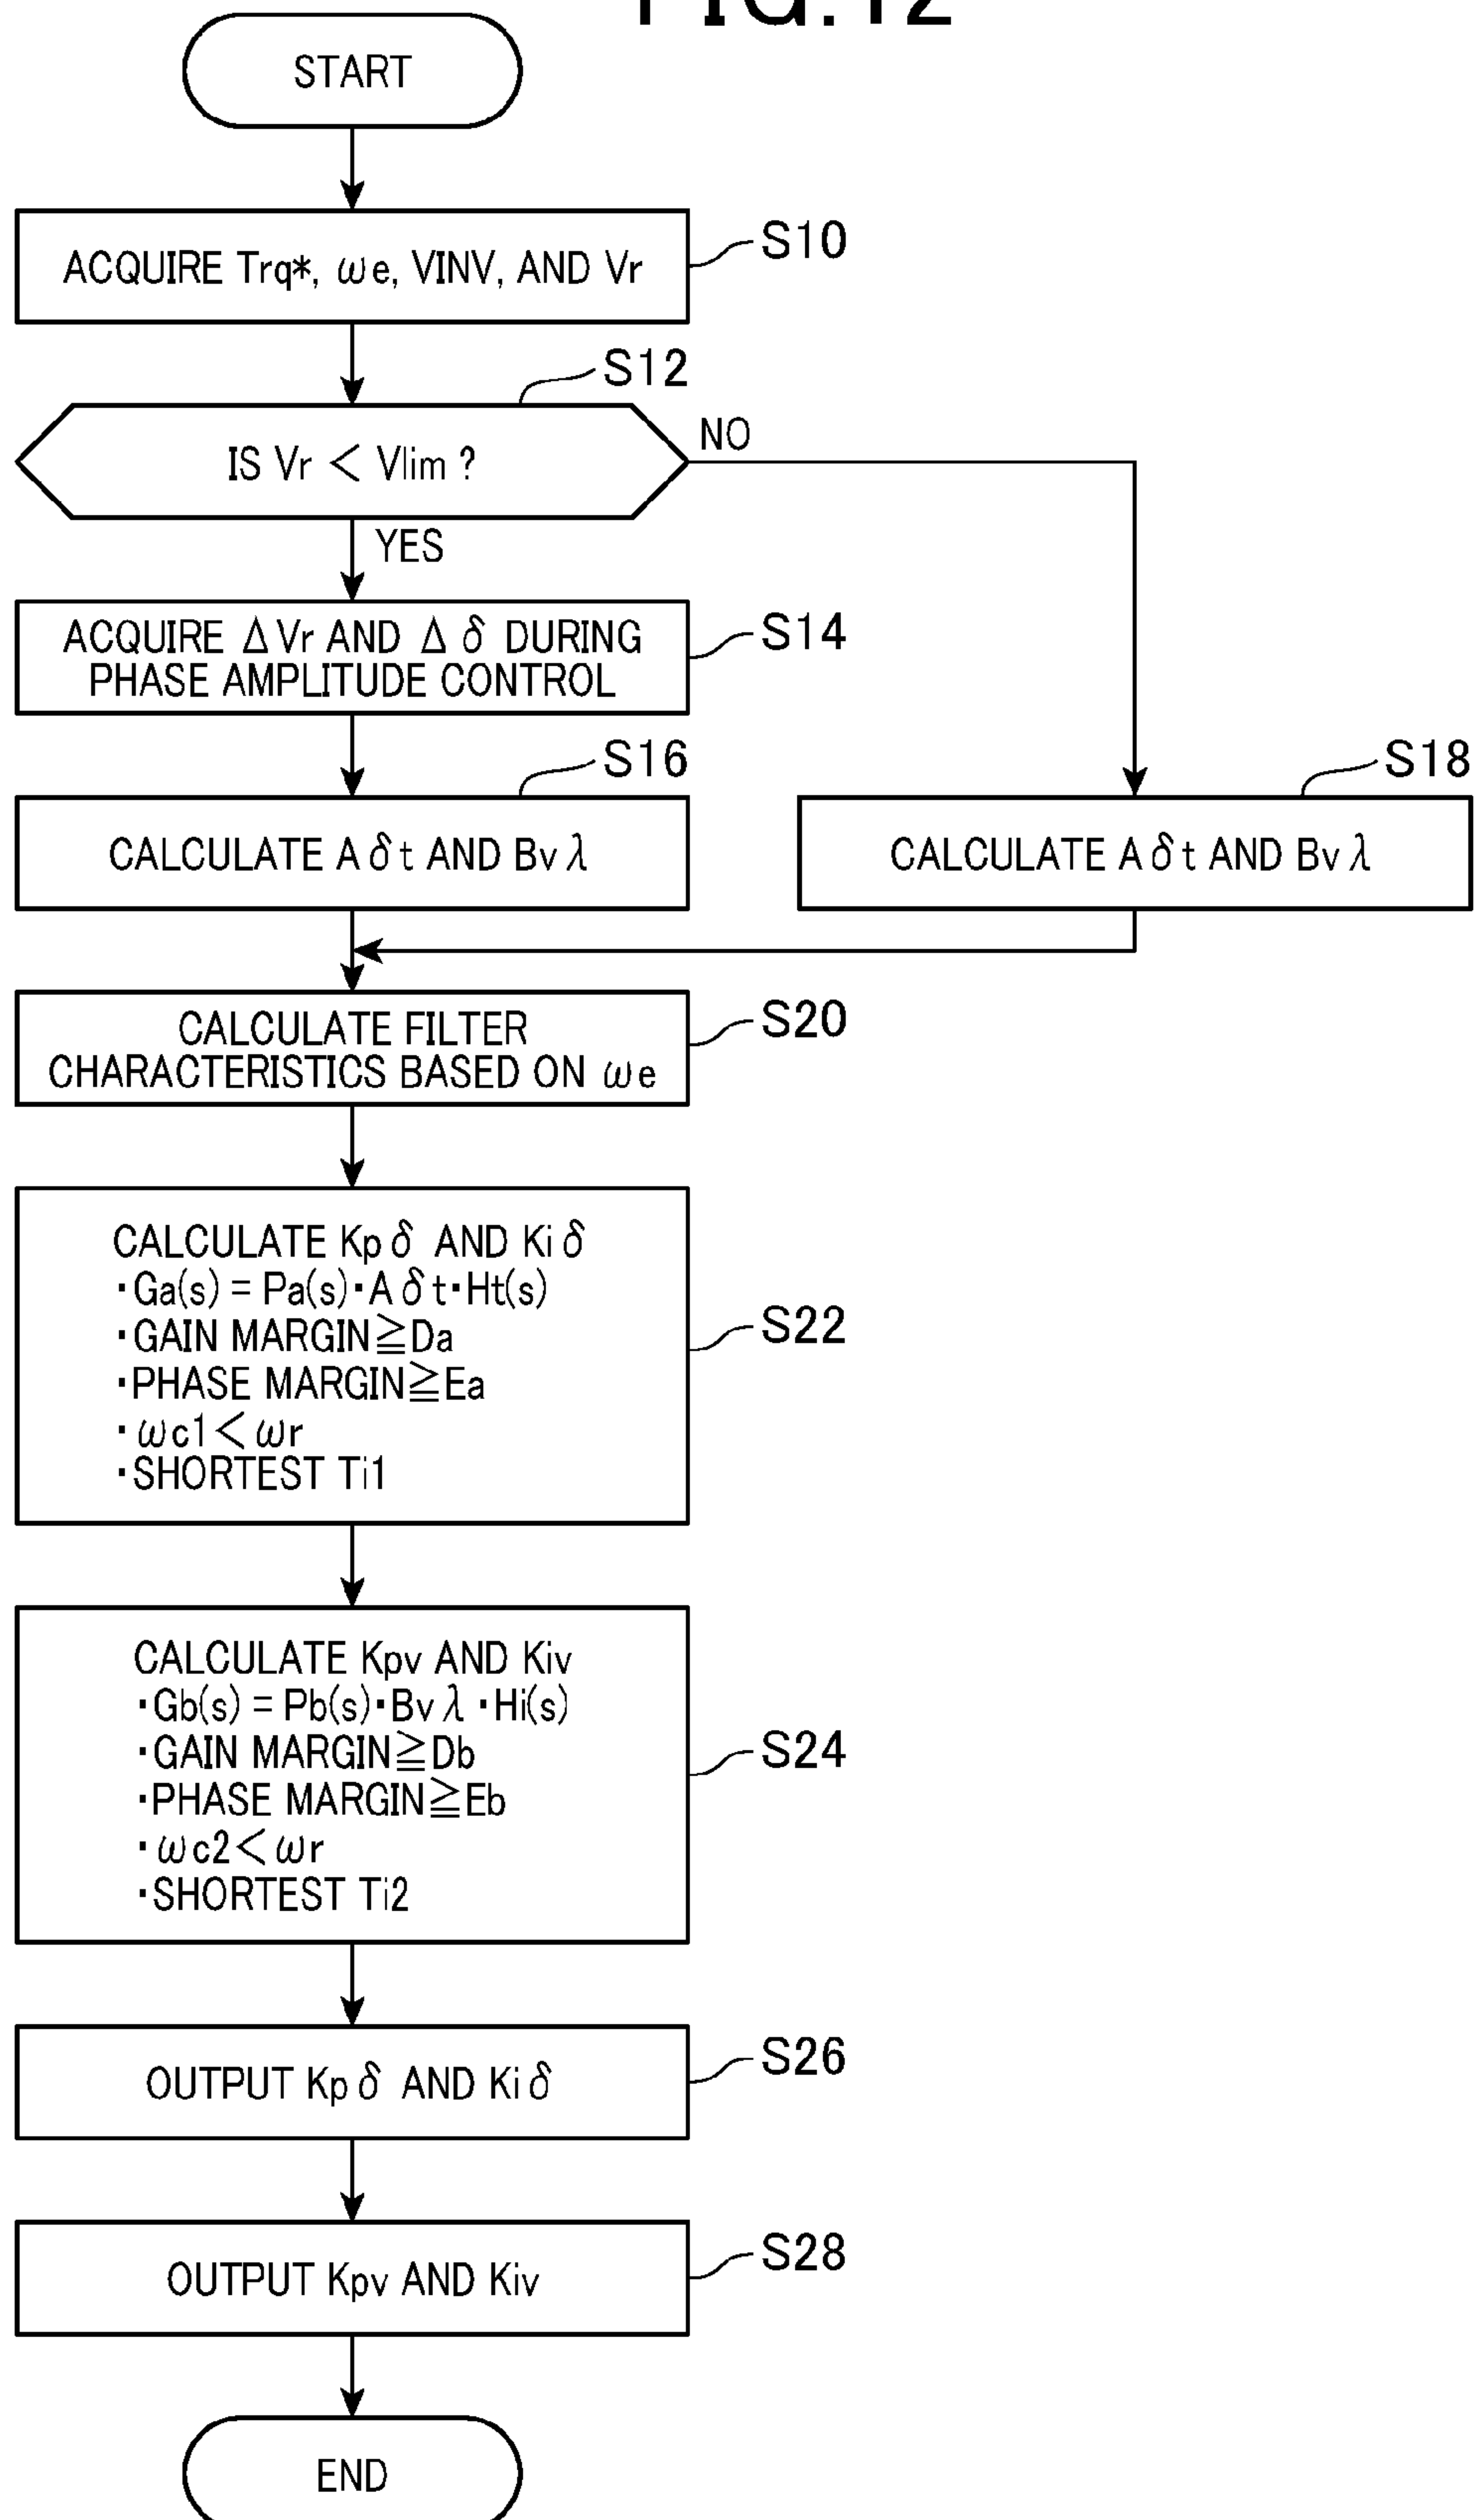 FIG.12
START
ACQUIRE Trq*, ωe, VINV, AND Vr
S10
S12
IS Vr < Vlim ?
NO
YES
ACQUIRE ΔVr AND Δδ DURING
PHASE AMPLITUDE CONTROL
S14
S16
CALCULATE Aδt AND Bvλ
S18
CALCULATE Aδt AND Bvλ
CALCULATE FILTER
CHARACTERISTICS BASED ON ωe
S20
CALCULATE Kpδ AND Kiδ
・Ga(s) = Pa(s)・Aδt・Ht(s)
・GAIN MARGIN≧Da
・PHASE MARGIN≧Ea
・ωc1<ωr
・SHORTEST Ti1
S22
CALCULATE Kpv AND Kiv
・Gb(s) = Pb(s)・Bvλ・Hi(s)
・GAIN MARGIN≧Db
・PHASE MARGIN≧Eb
・ωc2<ωr
・SHORTEST Ti2
S24
OUTPUT Kpδ AND Kiδ
S26
OUTPUT Kpv AND Kiv
S28
END